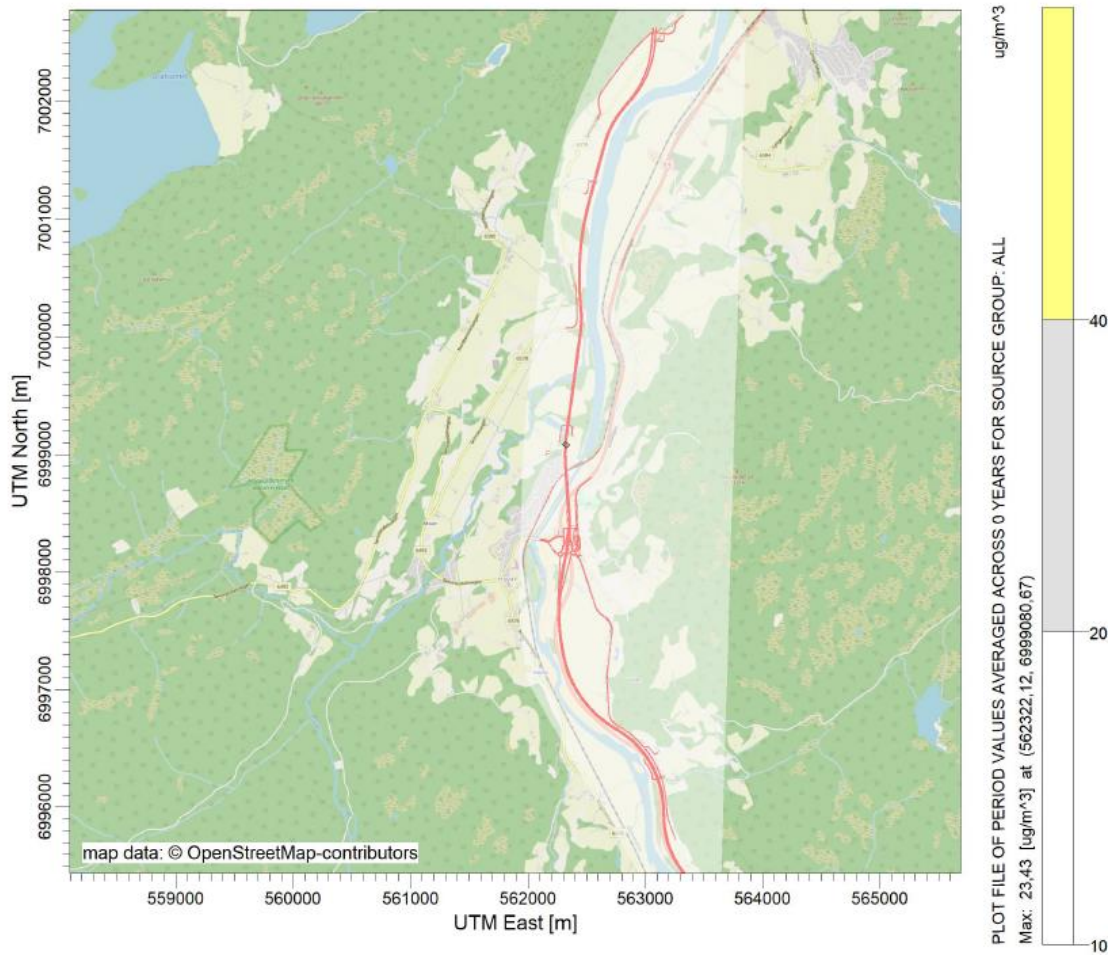 ug/m^3
40
20
10
PLOT FILE OF PERIOD VALUES AVERAGED ACROSS 0 YEARS FOR SOURCE GROUP: ALL
Max: 23,43 [ug/m^3] at (562322,12, 6999080,67)
UTM North [m]
7002000
7001000
7000000
6999000
6998000
6997000
6996000
map data: © OpenStreetMap-contributors
559000 560000 561000 562000 563000 564000 565000
UTM East [m]